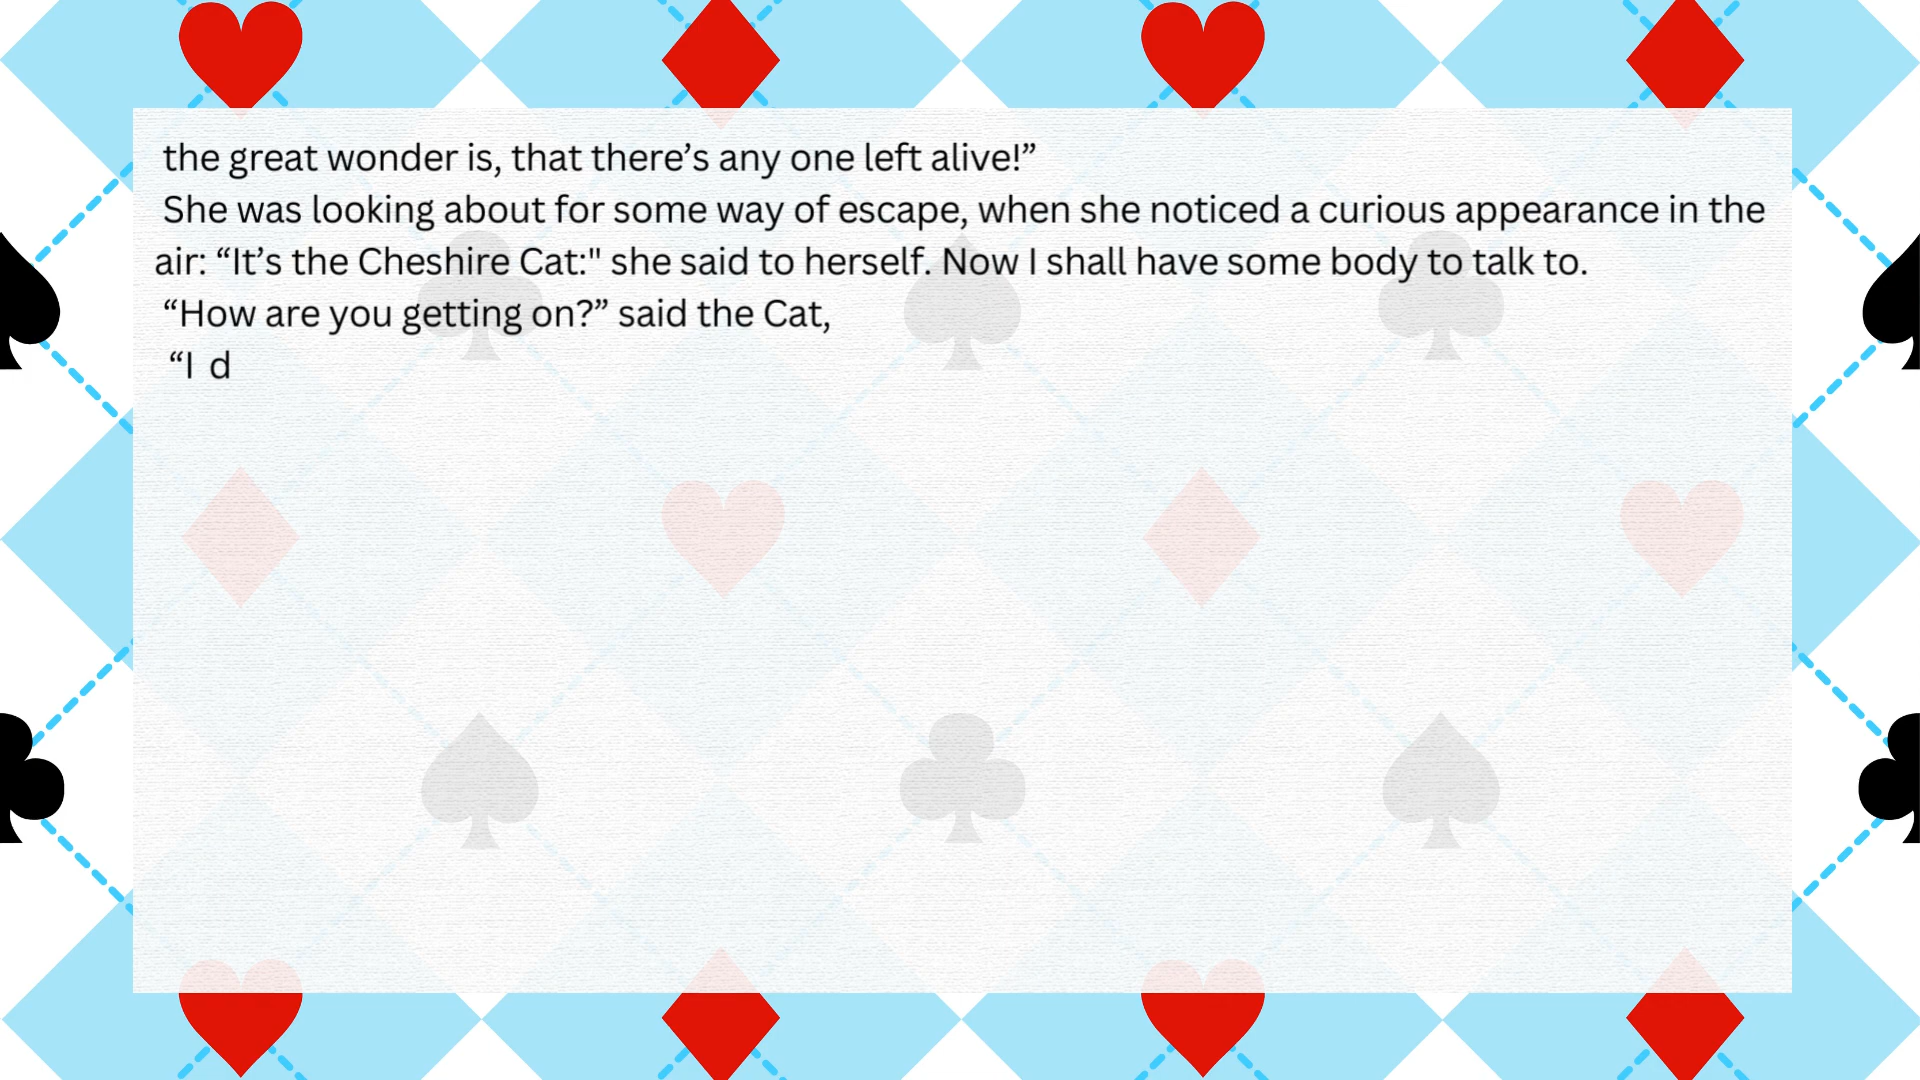 the great wonder is, that there’s any one left alive!”
She was looking about for some way of escape, when she noticed a curious appearance in the
air: “It’s the Cheshire Cat:" she said to herself. Now I shall have some body to talk to.
“How are you getting on?” said the Cat,
“I d